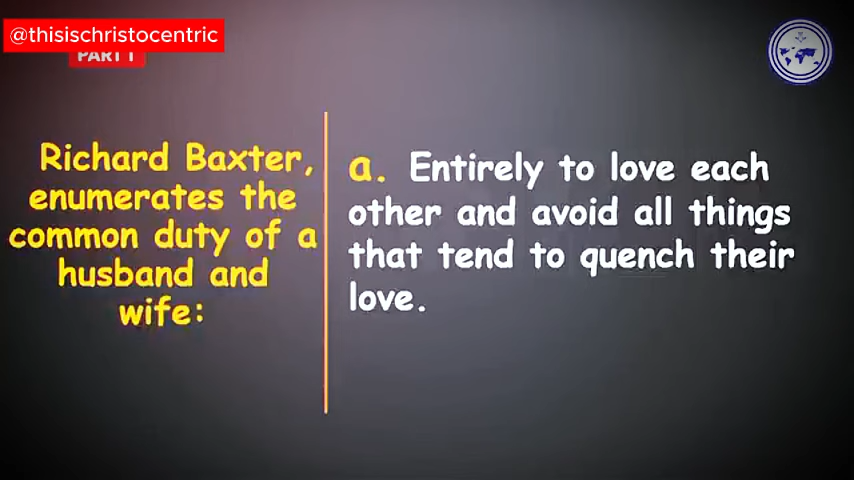 @thisischristocentric
PART 1
Richard Baxter,
enumerates the
common duty of a
husband and
wife:
a. Entirely to love each
other and avoid all things
that tend to quench their
love.